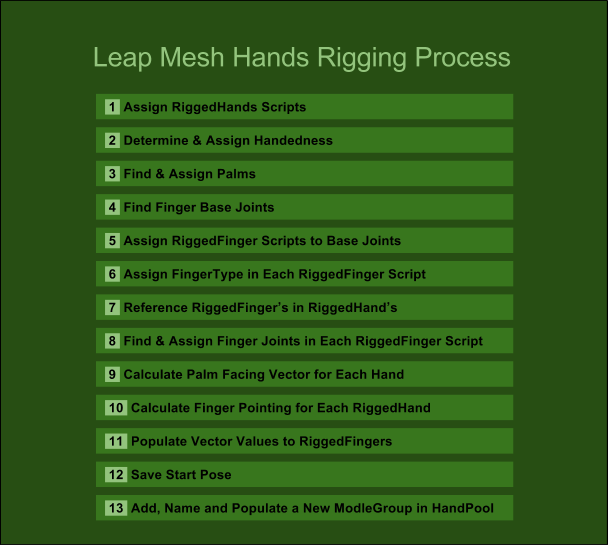 Leap Mesh Hands Rigging Process
1 Assign RiggedHands Scripts
2 Determine & Assign Handedness
3 Find & Assign Palms
4 Find Finger Base Joints
5 Assign RiggedFinger Scripts to Base Joints
6 Assign FingerType in Each RiggedFinger Script
7 Reference RiggedFinger’s in RiggedHand’s
8 Find & Assign Finger Joints in Each RiggedFinger Script
9 Calculate Palm Facing Vector for Each Hand
10 Calculate Finger Pointing for Each RiggedHand
11 Populate Vector Values to RiggedFingers
12 Save Start Pose
13 Add, Name and Populate a New ModleGroup in HandPool